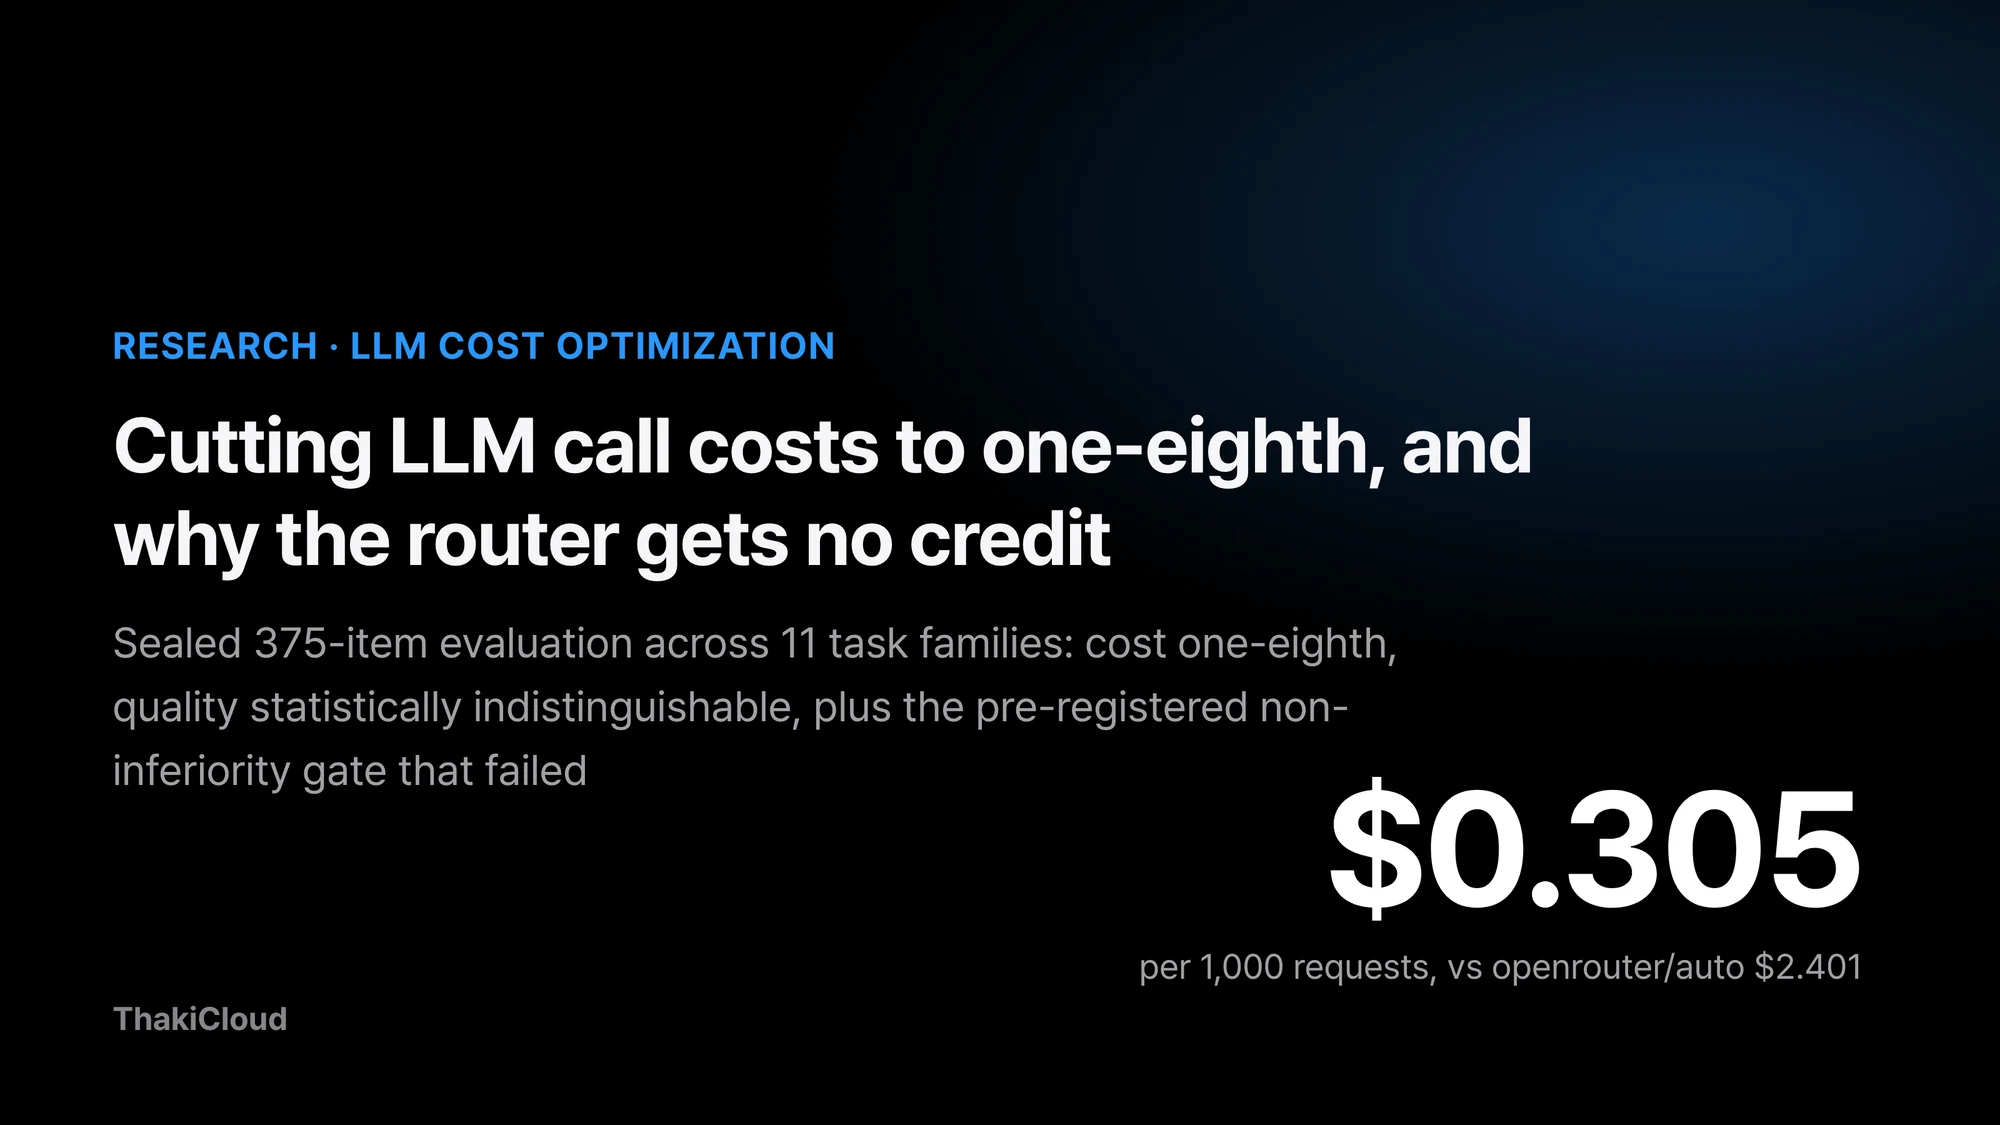 RESEARCH · LLM COST OPTIMIZATION
Cutting LLM call costs to one-eighth, and
why the router gets no credit
Sealed 375-item evaluation across 11 task families: cost one-eighth,
quality statistically indistinguishable, plus the pre-registered non-
inferiority gate that failed
$0.305
per 1,000 requests, vs openrouter/auto $2.401
ThakiCloud